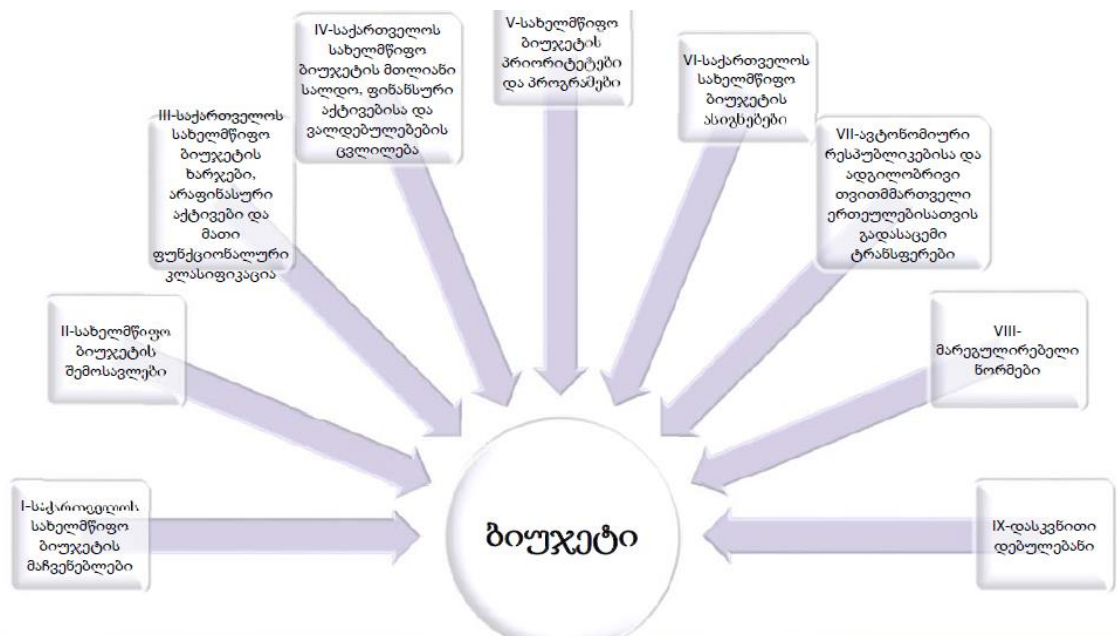 I-საქართველოს
სახელმწიფო
ბიუჯეტის
მაჩვენებლები
II-სახელმწიფო
ბიუჯეტის
შემოსავლები
III-საქართველოს
სახელმწიფო
ბიუჯეტის
ხარჯები,
არაფინასური
აქტივები და
მათი
ფუნქციონალური
კლასიფიკაცია
IV-საქართველოს
სახელმწიფო
ბიუჯეტის მთლიანი
სალდო, ფინანსური
აქტივებისა და
ვალდებულებების
ცვლილება
V-სახელმწიფო
ბიუჯეტის
პრიორიტეტები
და პროგრამები
VI-საქართველოს
სახელმწიფო
ბიუჯეტის
ასიგნებები
VII-ავტონომიური
რესპუბლიკებისა და
ადგილობრივი
თვითმმართველი
ერთეულებისათვის
გადასაცემი
ტრანსფერები
VIII-
მარეგულირებელი
ნორმები
IX-დასკვნითი
დებულებანი
ბიუჯეტი